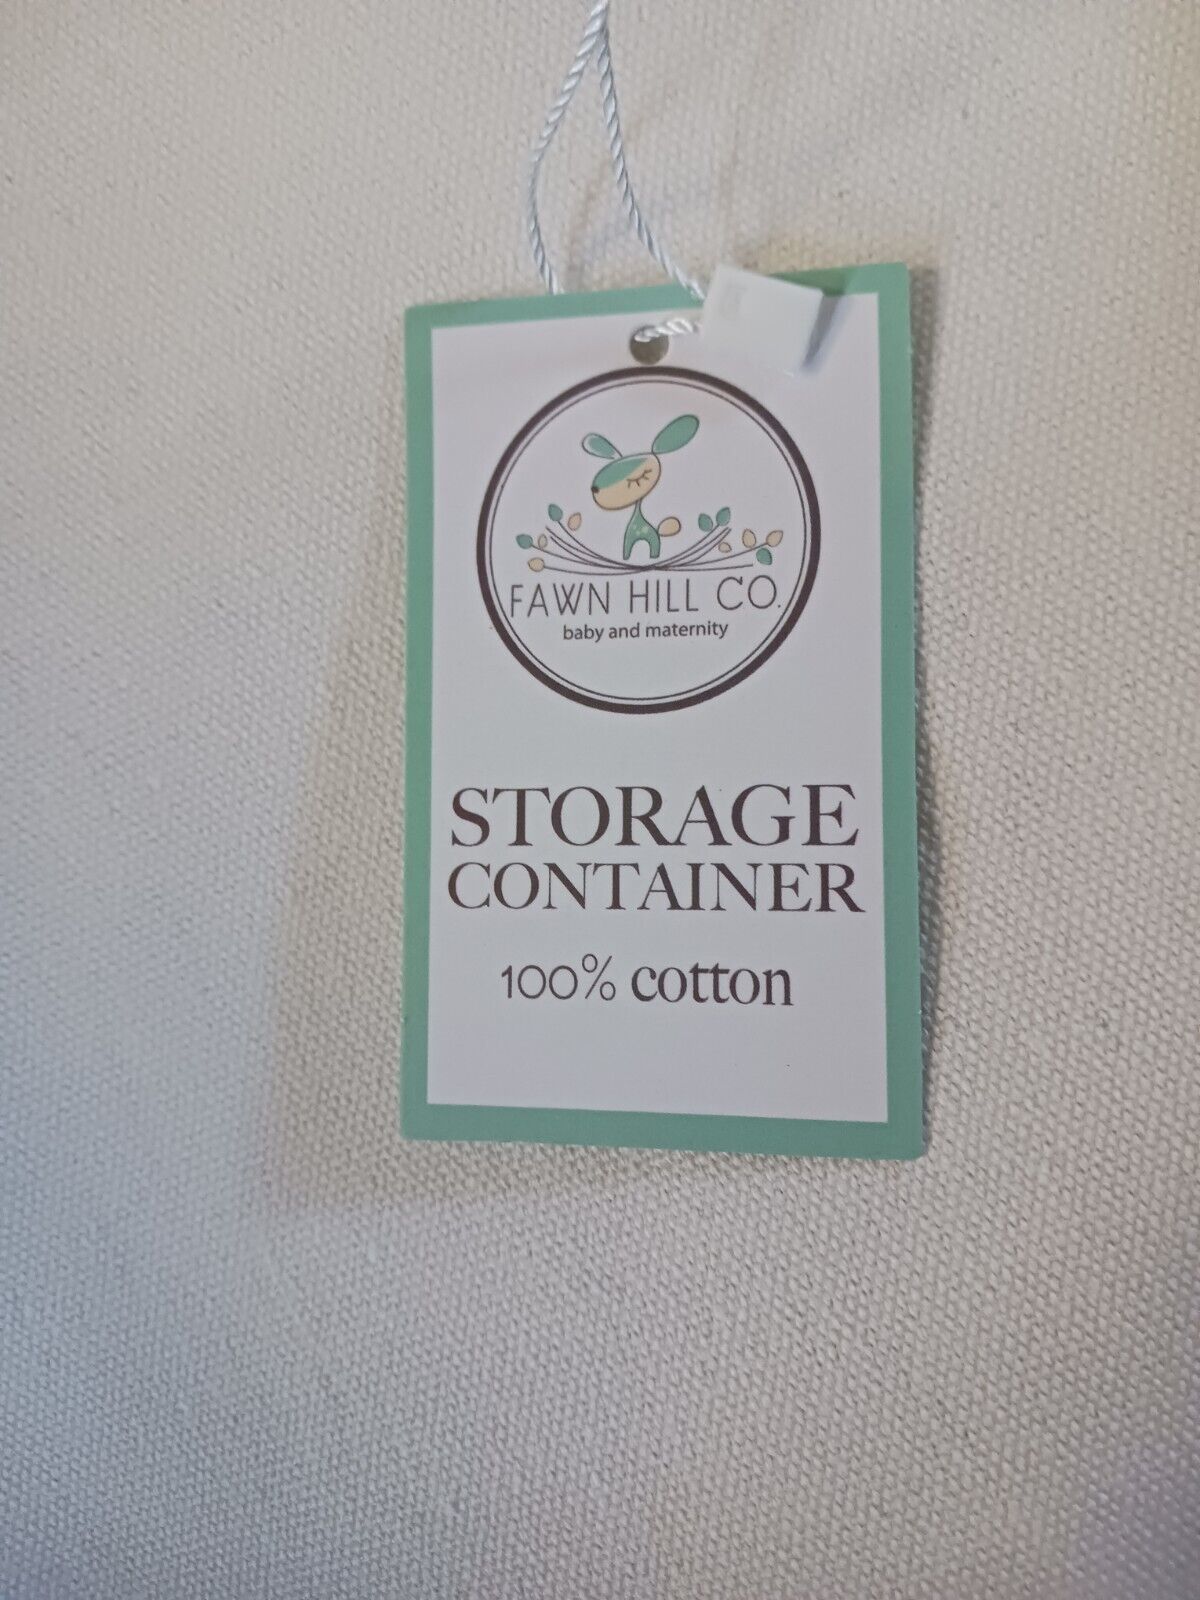 FAWN HILL CO.
baby and maternity
STORAGE
CONTAINER
100% cotton